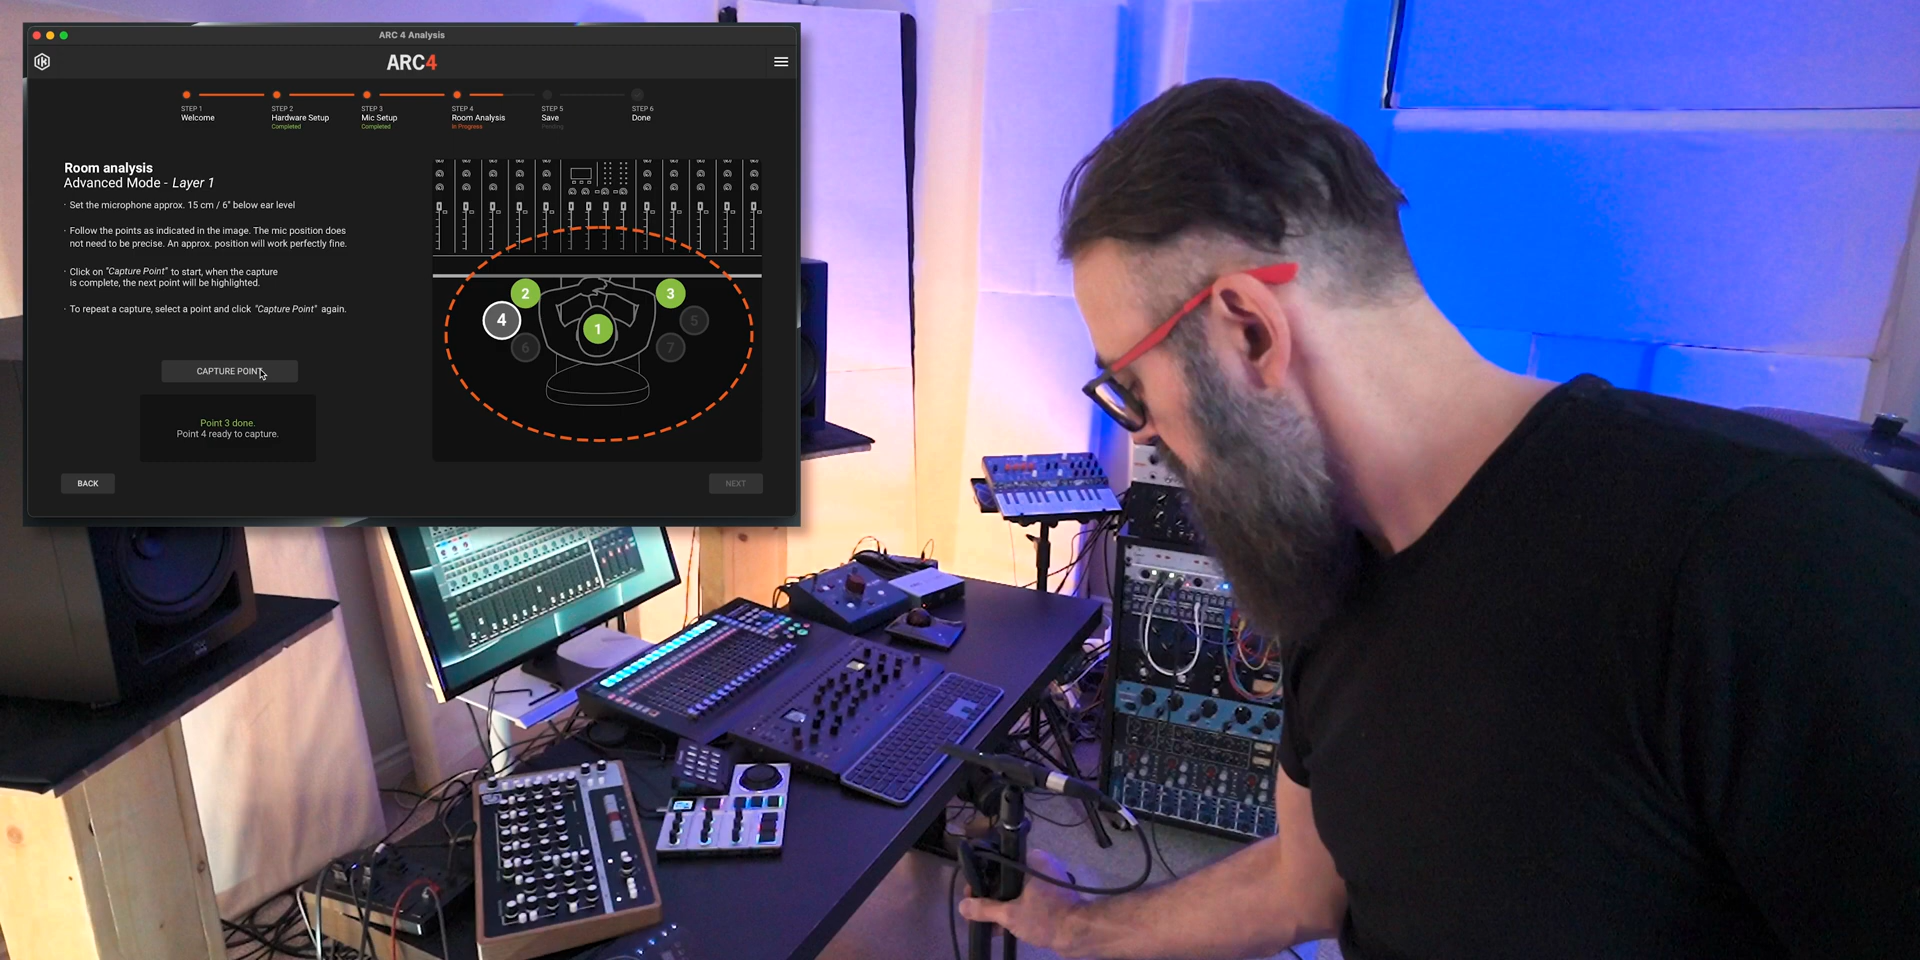 ARC 4 Analysis
ARC4
STEP 1
Welcome
STEP 2
Hardware Setup
Completed
STEP 3
Mic Setup
Completed
STEP 4
Room Analysis
In Progress
STEP 5
Save
Pending
STEP 6
Done
Room analysis
Advanced Mode - Layer 1
· Set the microphone approx. 15 cm / 6" below ear level
· Follow the points as indicated in the image. The mic position does
not need to be precise. An approx. position will work perfectly fine.
· Click on "Capture Point" to start, when the capture
is complete, the next point will be highlighted.
· To repeat a capture, select a point and click "Capture Point" again.
2
3
4
1
5
6
7
CAPTURE POINT
Point 3 done.
Point 4 ready to capture.
BACK
NEXT